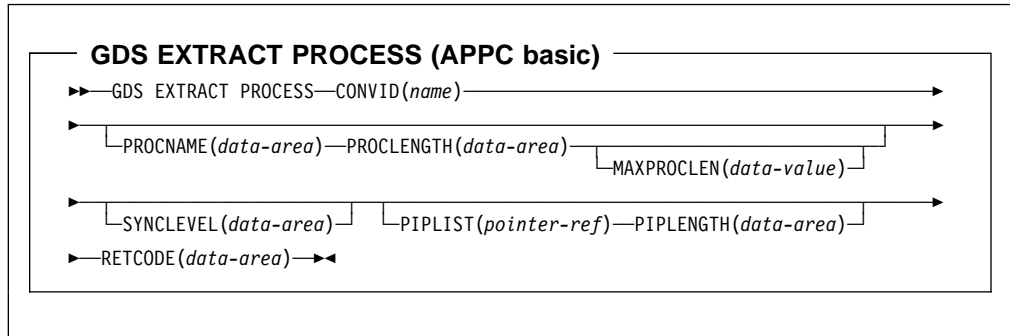 GDS EXTRACT PROCESS (APPC basic)
GDS EXTRACT PROCESS CONVID(name)
PROCNAME(data-area) PROCLENGTH(data-area)
MAXPROCLEN(data-value)
SYNCLEVEL(data-area) PIPLIST(pointer-ref) PIPLENGTH(data-area)
RETCODE(data-area)